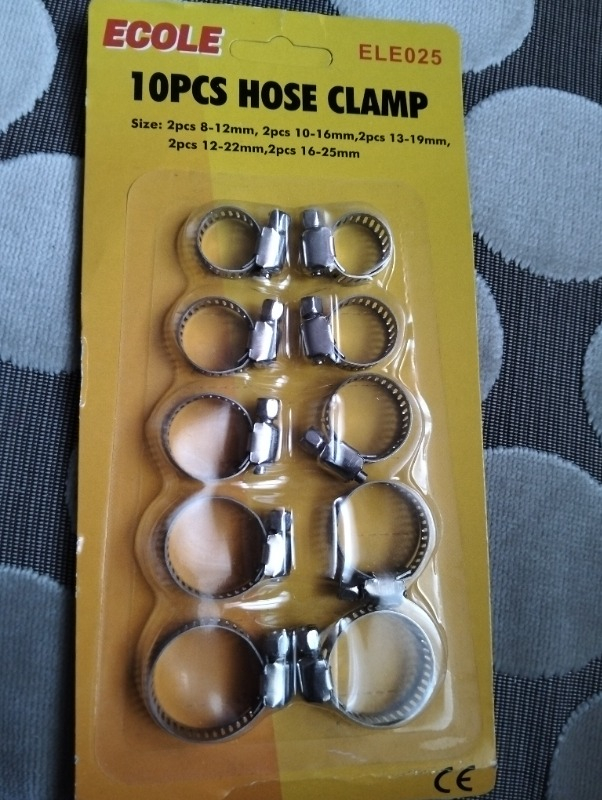 ECOLE
ELE025
10PCS HOSE CLAMP
Size: 2pcs 8-12mm, 2pcs 10-16mm,2pcs 13-19mm,
2pcs 12-22mm,2pcs 16-25mm
CE